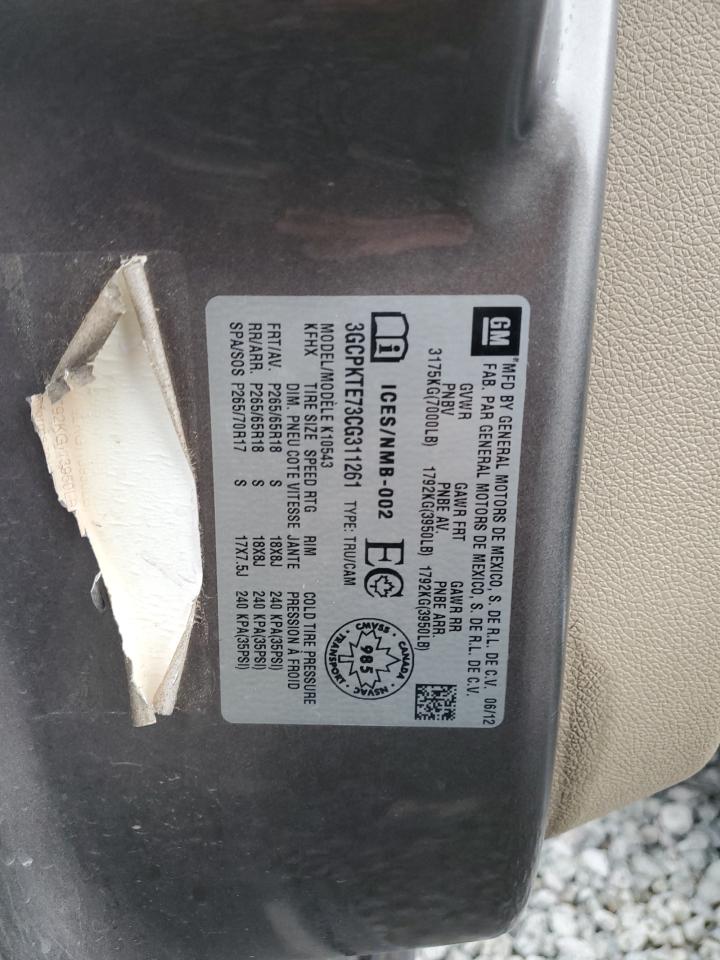 GM
MFD BY GENERAL MOTORS DE MEXICO, S. DE R.L. DE C.V. 06/12
FAB. PAR GENERAL MOTORS DE MEXICO, S. DE R.L. DE C.V.
GVWR GAWR FRT GAWR RR
PNBV PNBE AV. PNBE ARR.
3175KG(7000LB) 1792KG(3950LB) 1792KG(3950LB)
ICES/NMB-002
CANADA
CMVSS 985 NSVAC
TRANSPORT
3GCPKTE73CG311261 TYPE: TRU/CAM
MODEL/MODELE K10543
KFHX TIRE SIZE SPEED RTG RIM COLD TIRE PRESSURE
DIM. PNEU COTE VITESSE JANTE PRESSION À FROID
FRT/AV. P265/65R18 S 18X8J 240 KPA(35PSI)
RR/ARR. P265/65R18 S 18X8J 240 KPA(35PSI)
SPA/SOS P265/70R17 S 17X7.5J 240 KPA(35PSI)